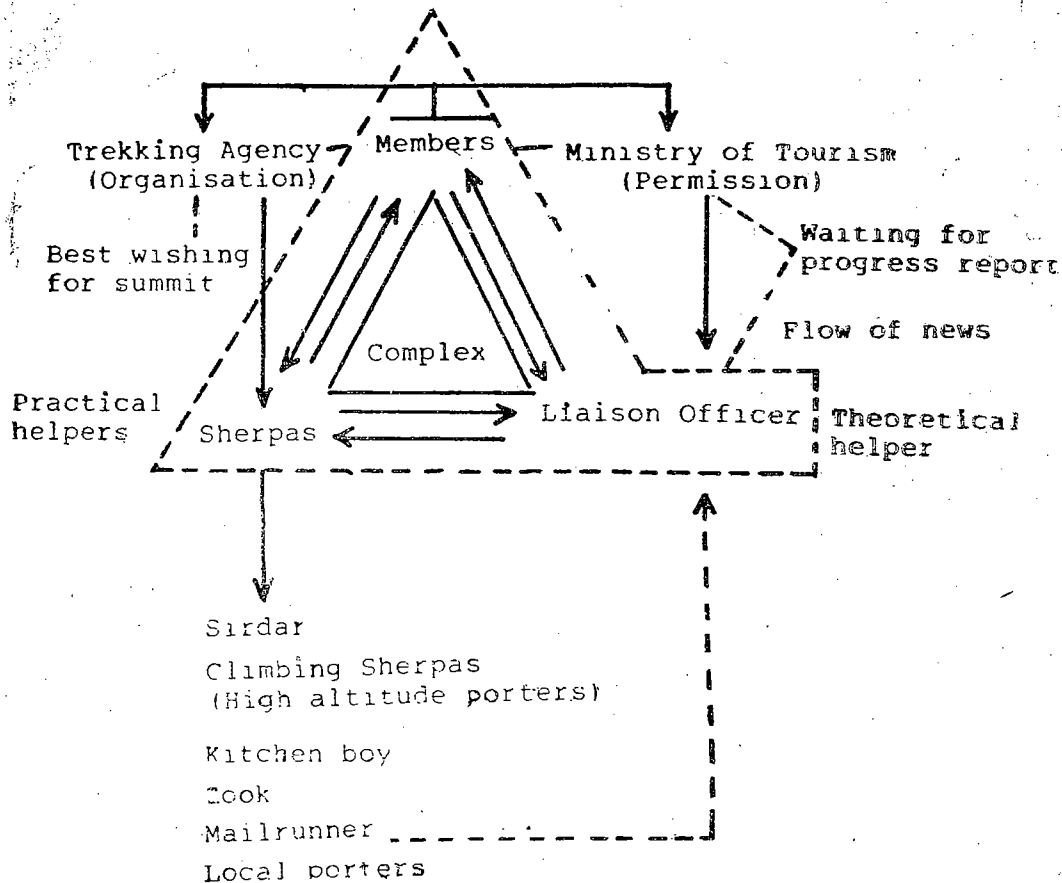 Members
Trekking Agency
(Organisation)
Ministry of Tourism
(Permission)
Best wishing
for summit
Waiting for
progress report
Flow of news
Complex
Practical
helpers
Sherpas
Liaison Officer
Theoretical
helper
Sirdar
Climbing Sherpas
(High altitude porters)
Kitchen boy
Cook
Mailrunner
Local porters